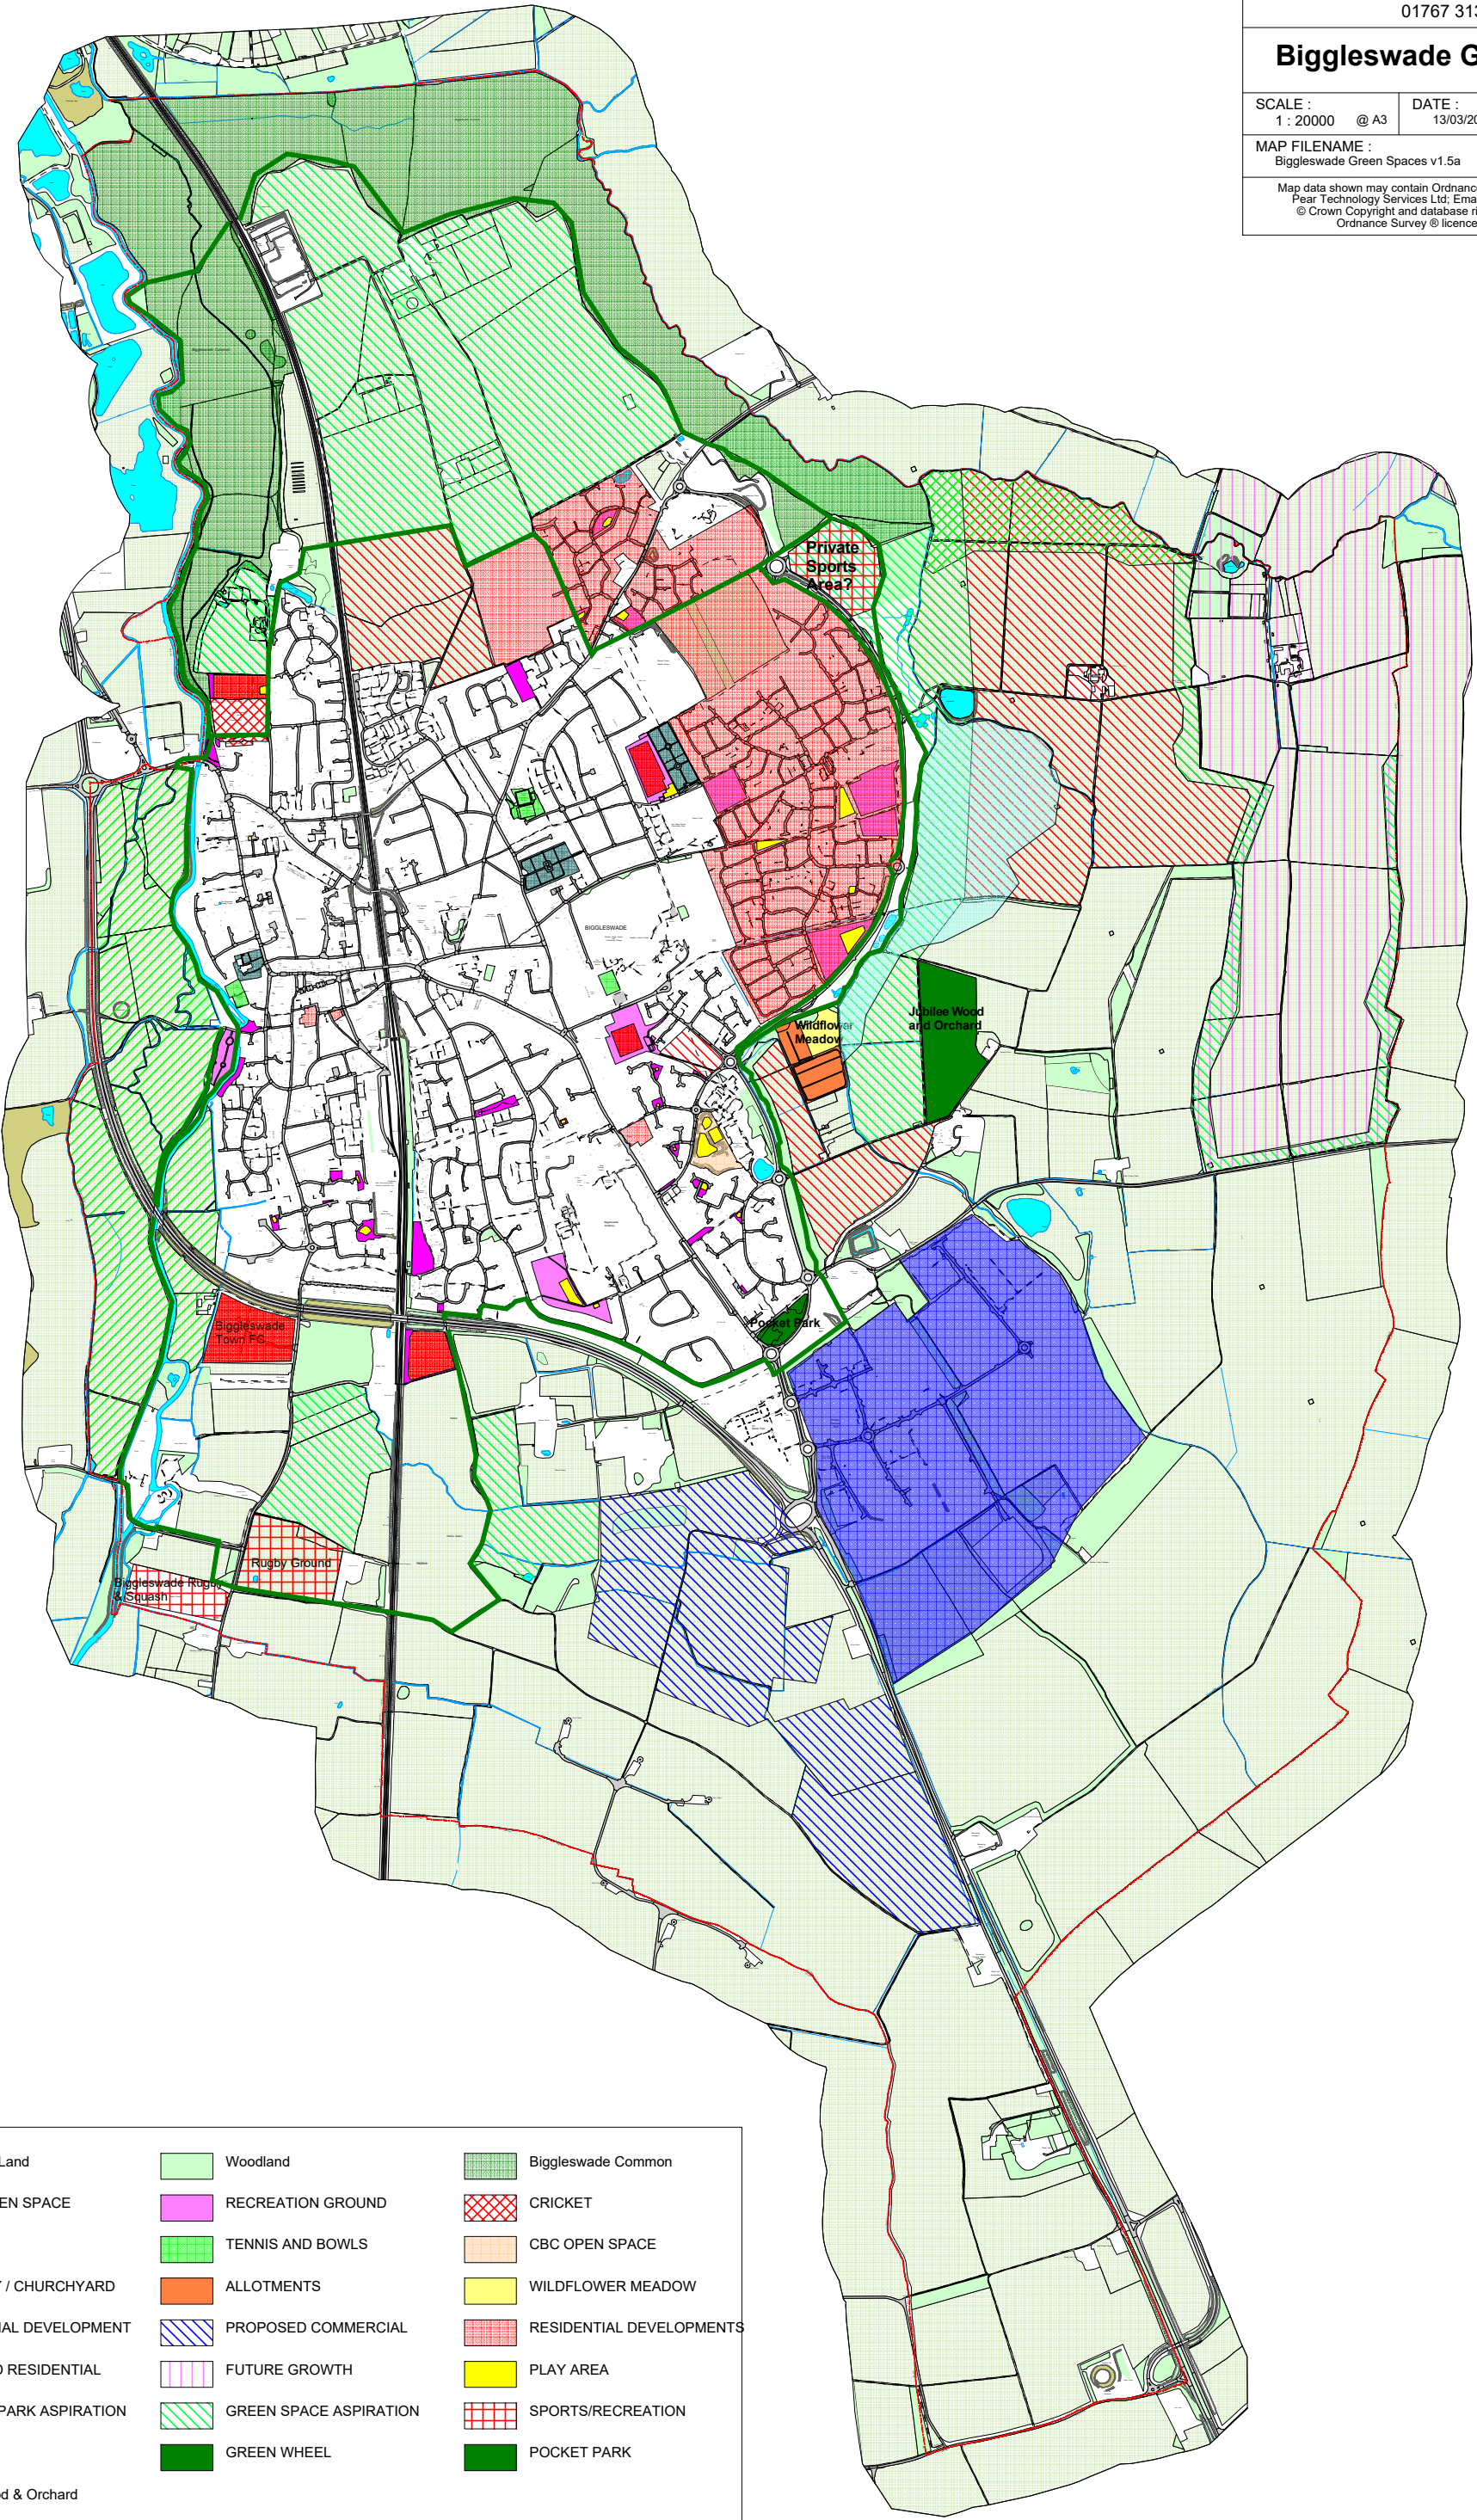 01767 313
Biggleswade G
SCALE :
1 : 20000 @ A3
DATE :
13/03/20
MAP FILENAME :
Biggleswade Green Spaces v1.5a
Map data shown may contain Ordnance
Pear Technology Services Ltd; Ema
© Crown Copyright and database ri
Ordnance Survey ® licence
Private
Sports
Area?
BIGGLESWADE
Jubilee Wood
and Orchard
Wildflower
Meadow
Biggleswade
Town FC
Pocket Park
Rugby Ground
Biggleswade Rugby
& Squash
Land
Woodland
Biggleswade Common
EN SPACE
RECREATION GROUND
CRICKET
TENNIS AND BOWLS
CBC OPEN SPACE
Y / CHURCHYARD
ALLOTMENTS
WILDFLOWER MEADOW
IAL DEVELOPMENT
PROPOSED COMMERCIAL
RESIDENTIAL DEVELOPMENTS
D RESIDENTIAL
FUTURE GROWTH
PLAY AREA
PARK ASPIRATION
GREEN SPACE ASPIRATION
SPORTS/RECREATION
GREEN WHEEL
POCKET PARK
od & Orchard